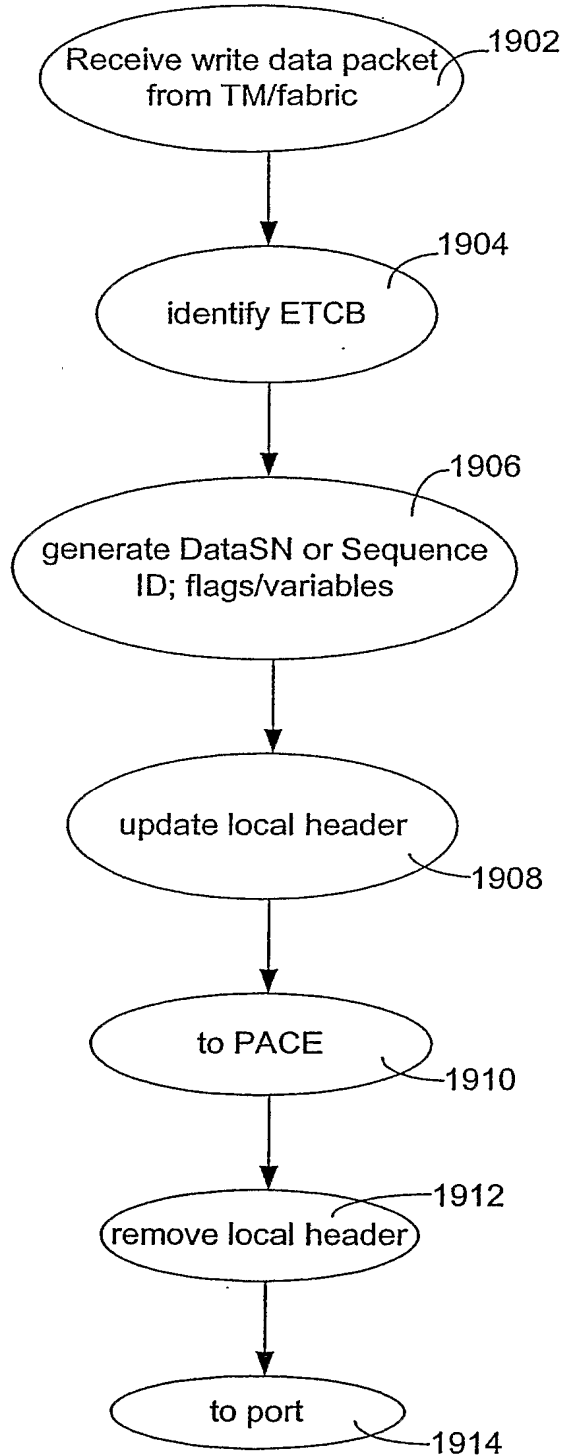 Receive write data packet
from TM/fabric
1902
1904
identify ETCB
1906
generate DataSN or Sequence
ID; flags/variables
update local header
1908
to PACE
1910
1912
remove local header
to port
1914